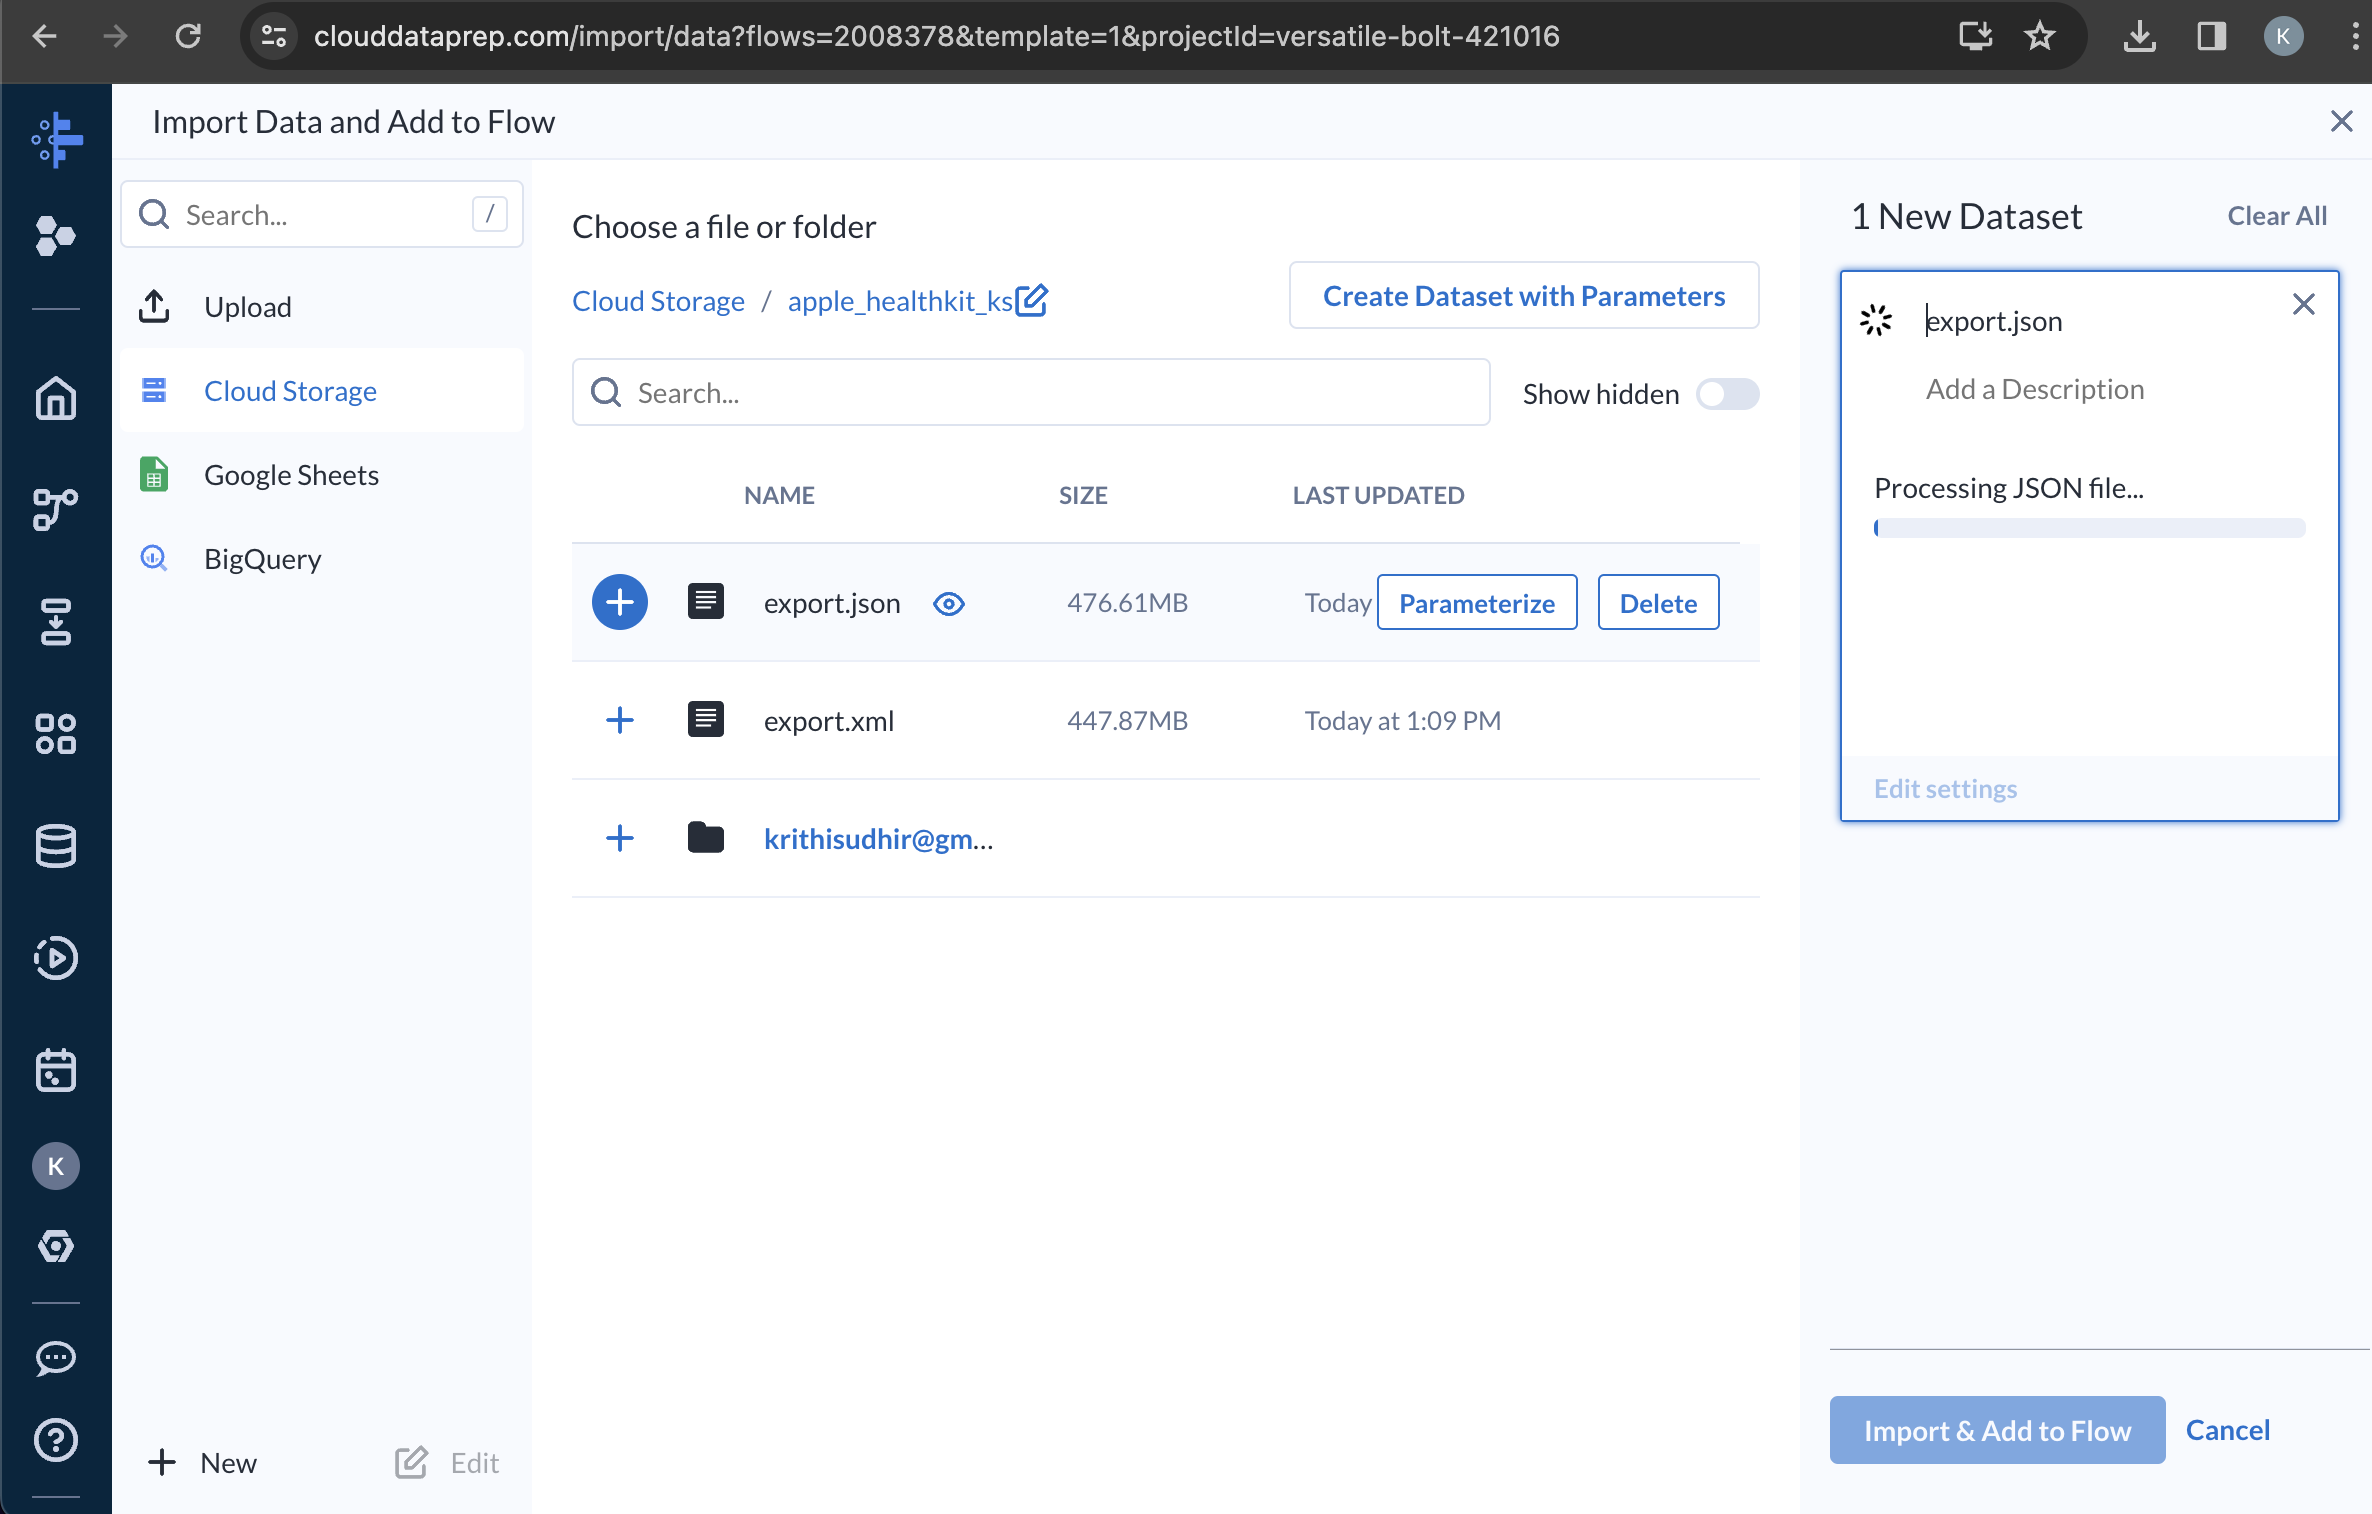 clouddataprep.com/import/data?flows=2008378&template=1&projectId=versatile-bolt-421016
K
Import Data and Add to Flow
Search...
/
Upload
Cloud Storage
Google Sheets
BigQuery
K
New
Edit
Choose a file or folder
Cloud Storage / apple_healthkit_ks
Create Dataset with Parameters
Search...
Show hidden
NAME SIZE LAST UPDATED
export.json 476.61MB Today Parameterize Delete
export.xml 447.87MB Today at 1:09 PM
krithisudhir@gm...
1 New Dataset
Clear All
export.json
Add a Description
Processing JSON file...
Edit settings
Import & Add to Flow
Cancel